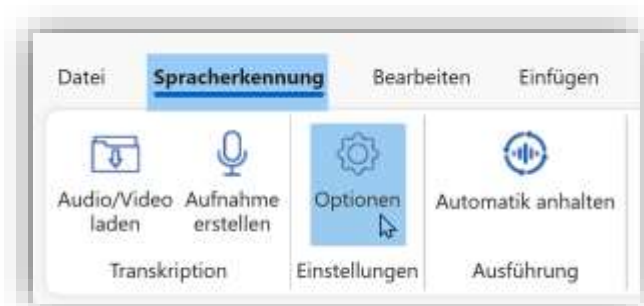 Datei Spracherkennung Bearbeiten Einfügen
Audio/Video Aufnahme Optionen Automatik anhalten
laden erstellen
Transkription Einstellungen Ausführung